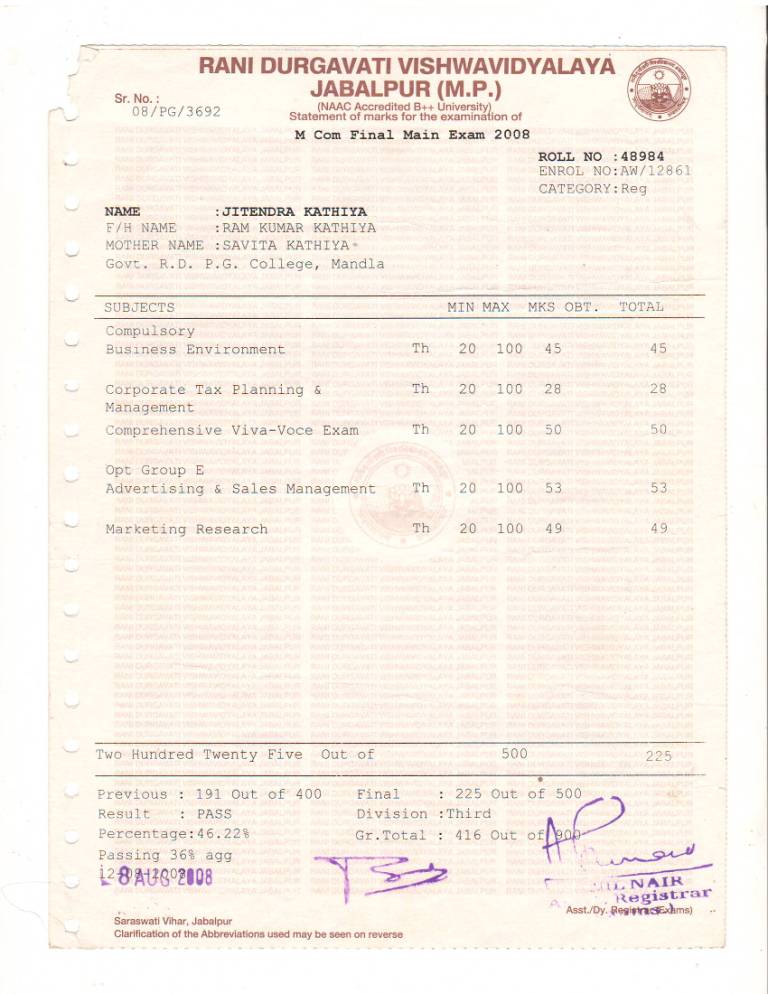 RANI DURGAVATI VISHWAVIDYALAYA
JABALPUR (M.P.)
(NAAC Accredited B++ University)
Statement of marks for the examination of
Sr. No. :
08/PG/3692
M Com Final Main Exam 2008
ROLL NO :48984
ENROL NO:AW/12861
CATEGORY:Reg
NAME :JITENDRA KATHIYA
F/H NAME :RAM KUMAR KATHIYA
MOTHER NAME :SAVITA KATHIYA
Govt. R.D. P.G. College, Mandla
SUBJECTS MIN MAX MKS OBT. TOTAL
Compulsory
Business Environment Th 20 100 45 45
Corporate Tax Planning & Th 20 100 28 28
Management
Comprehensive Viva-Voce Exam Th 20 100 50 50
Opt Group E
Advertising & Sales Management Th 20 100 53 53
Marketing Research Th 20 100 49 49
Two Hundred Twenty Five Out of 500 225
Previous : 191 Out of 400 Final : 225 Out of 500
Result : PASS Division :Third
Percentage:46.22% Gr.Total : 416 Out of 900
Passing 36% agg
8 AUG 2008
NAIR
Registrar
Asst./Dy. Registrar (Exams)
Saraswati Vihar, Jabalpur
Clarification of the Abbreviations used may be seen on reverse